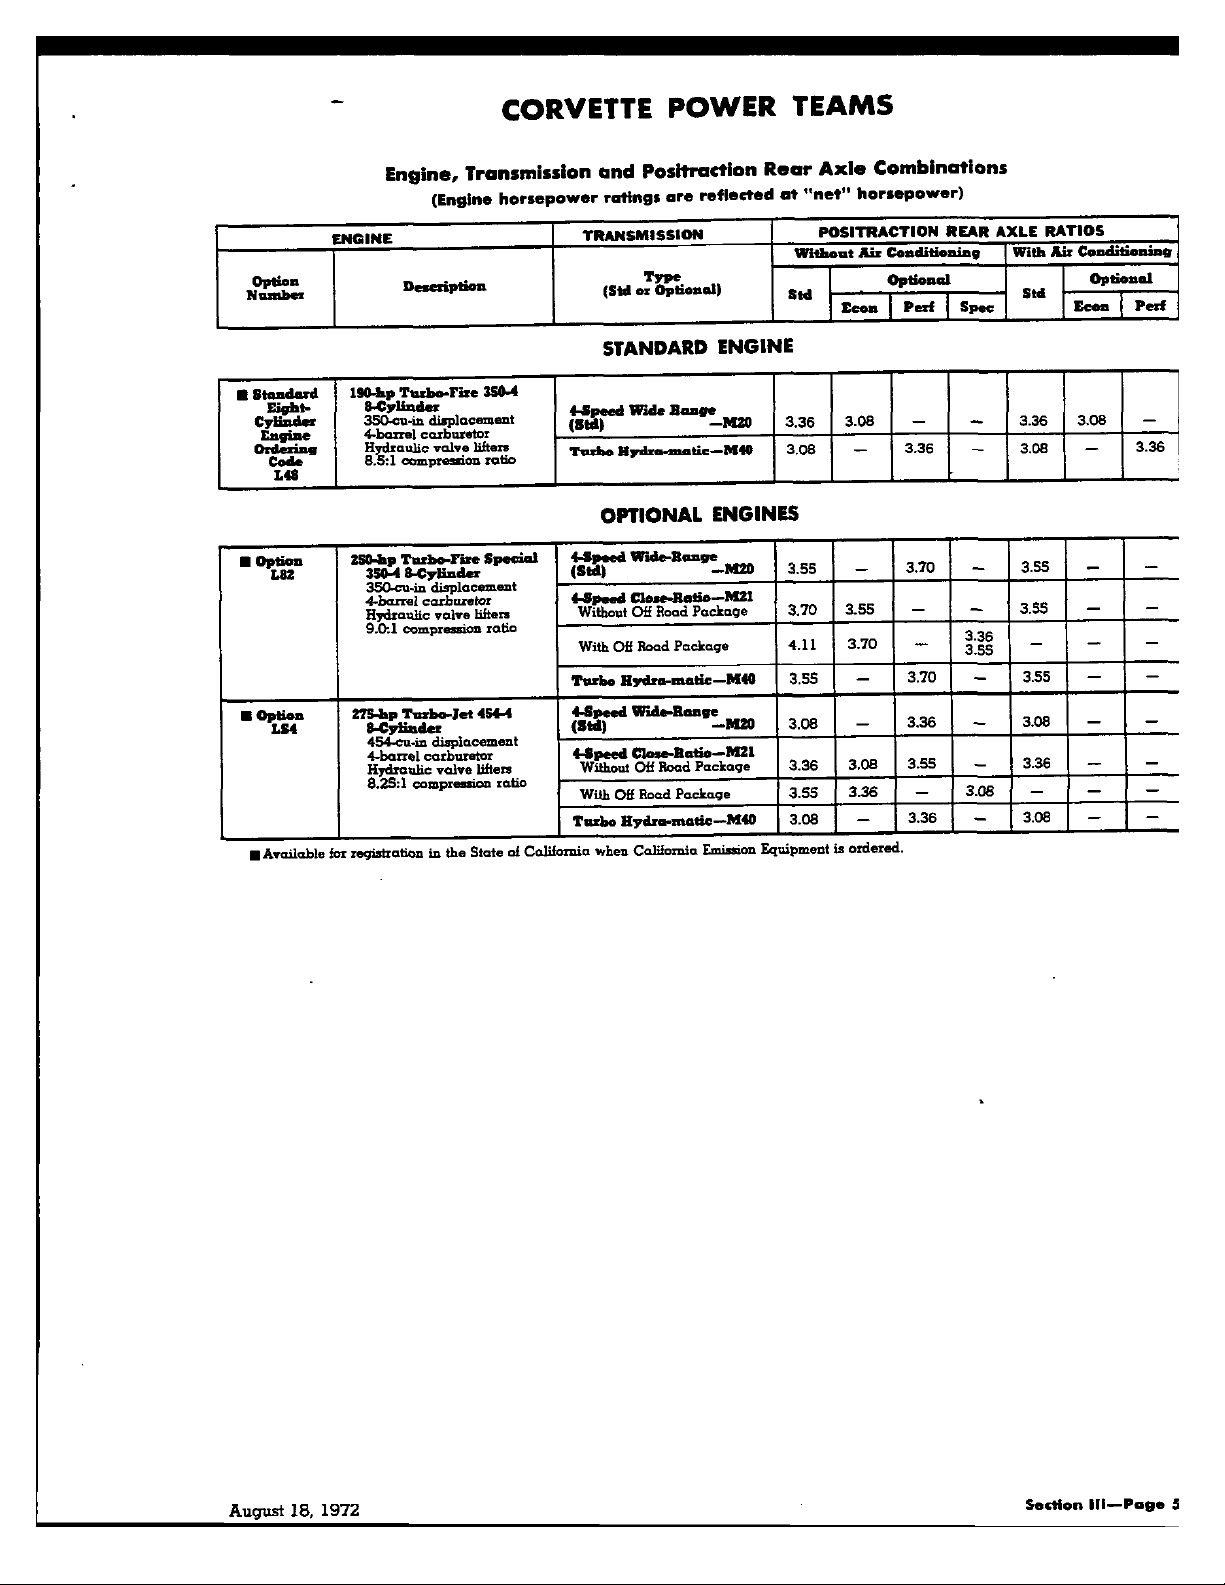 CORVETTE POWER TEAMS
Engine, Transmission and Positraction Rear Axle Combinations
(Engine horsepower ratings are reflected at "net" horsepower)
ENGINE TRANSMISSION POSITRACTION REAR AXLE RATIOS
Without Air Conditioning With Air Conditioning
Option Number Description Type (Std or Optional) Std Optional Std Optional
Econ Perf Spec Econ Perf
STANDARD ENGINE
■ Standard 190-hp Turbo-Fire 350-4
Eight- 8-Cylinder
Cylinder 350-cu-in displacement
Engine 4-barrel carburetor
Ordering Hydraulic valve lifters
Code 8.5:1 compression ratio
L48
4-Speed Wide Range
(Std) —M20 3.36 3.08 — — 3.36 3.08 —
Turbo Hydra-matic—M40 3.08 — 3.36 — 3.08 — 3.36
OPTIONAL ENGINES
■ Option 250-hp Turbo-Fire Special
L82 350-4 8-Cylinder
350-cu-in displacement
4-barrel carburetor
Hydraulic valve lifters
9.0:1 compression ratio
4-Speed Wide-Range
(Std) —M20 3.55 — 3.70 — 3.55 — —
4-Speed Close-Ratio—M21
Without Off Road Package 3.70 3.55 — — 3.55 — —
With Off Road Package 4.11 3.70 — 3.36 3.55 — — —
Turbo Hydra-matic—M40 3.55 — 3.70 — 3.55 — —
■ Option 275-hp Turbo-Jet 454-4
LS4 8-Cylinder
454-cu-in displacement
4-barrel carburetor
Hydraulic valve lifters
8.25:1 compression ratio
4-Speed Wide-Range
(Std) —M20 3.08 — 3.36 — 3.08 — —
4-Speed Close-Ratio—M21
Without Off Road Package 3.36 3.08 3.55 — 3.36 — —
With Off Road Package 3.55 3.36 — 3.08 — — —
Turbo Hydra-matic—M40 3.08 — 3.36 — 3.08 — —
■ Available for registration in the State of California when California Emission Equipment is ordered.
August 18, 1972
Section III—Page 5